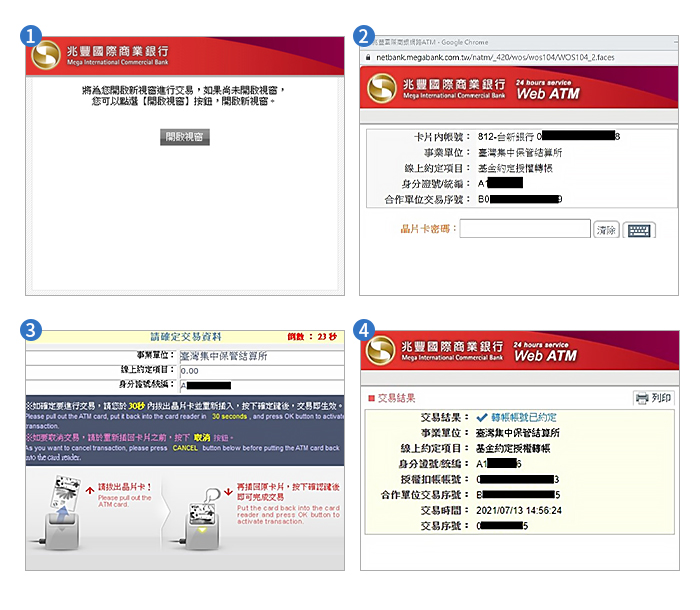 1
兆豐國際商業銀行
Mega International Commercial Bank
將為您開啟新視窗進行交易，如果尚未開啟視窗，
您可以點選【開啟視窗】按鈕，開啟新視窗。
開啟視窗
2
兆豐國際商銀網路ATM - Google Chrome
netbank.megabank.com.tw/natm/_420/wos/wos104/WOS104_2.faces
兆豐國際商業銀行 24 hours service
Mega International Commercial Bank Web ATM
卡片內帳號： 812-台新銀行 0 8
事業單位： 臺灣集中保管結算所
線上約定項目： 基金約定授權轉帳
身分證號/統編： A1
合作單位交易序號： B0 9
晶片卡密碼： 清除
3
請確定交易資料 倒數 : 23 秒
事業單位： 臺灣集中保管結算所
線上約定項目： 0.00
身分證號/統編： A
※如確定要進行交易，請您於 30秒 內拔出晶片卡並重新插入，按下確定鍵後，交易即生效。
Please pull out the ATM card, put it back into the card reader in 30 seconds , and press OK button to activate
transaction.
※如要取消交易，請於重新插回卡片之前，按下 取消 按鈕。
As you want to cancel transaction, please press CANCEL button below before putting the ATM card back
into the card reader.
請拔出晶片卡！
Please pull out the
ATM card.
再插回原卡片，按下確認鍵後
即可完成交易
Put the card back into the card
reader and press OK button to
activate transaction.
4
兆豐國際商業銀行 24 hours service
Mega International Commercial Bank Web ATM
交易結果 列印
交易結果： 轉帳帳號已約定
事業單位： 臺灣集中保管結算所
線上約定項目： 基金約定授權轉帳
身分證號/統編： A1 6
授權扣帳帳號： 0 3
合作單位交易序號： B 5
交易時間： 2021/07/13 14:56:24
交易序號： 0 5